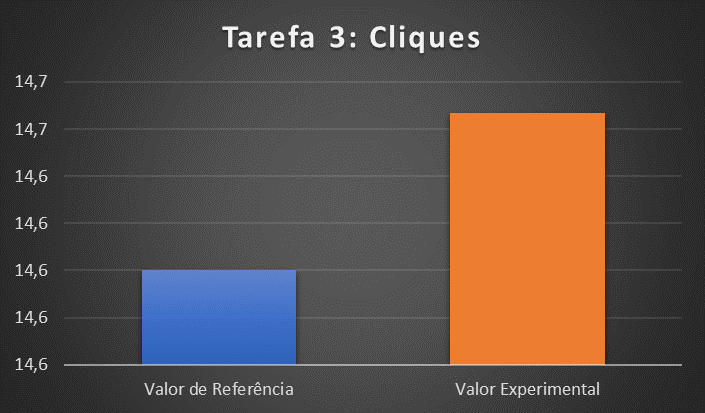 Tarefa 3: Cliques
14,7
14,7
14,6
14,6
14,6
14,6
14,6
Valor de Referência
Valor Experimental